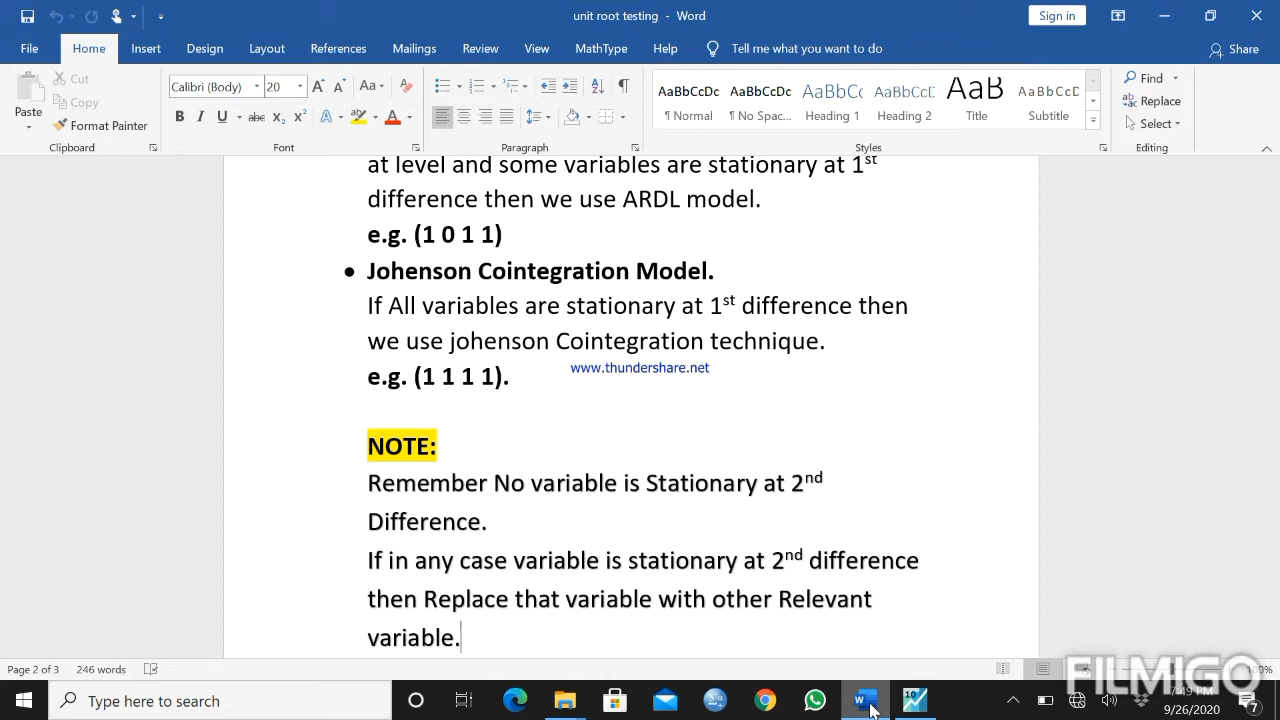 unit root testing - Word
Sign in
File Home Insert Design Layout References Mailings Review View MathType Help Tell me what you want to do Share
Paste Cut Copy Format Painter
Calibri (Body) 20
AaBbCcDc AaBbCcDc AaBbCc AaBbCcD AaB AaBbCcD
¶ Normal ¶ No Spac... Heading 1 Heading 2 Title Subtitle
Find Replace Select
Clipboard Font Paragraph Styles Editing
at level and some variables are stationary at 1st
difference then we use ARDL model.
e.g. (1 0 1 1)
• Johenson Cointegration Model.
If All variables are stationary at 1st difference then
we use johenson Cointegration technique.
www.thundershare.net
e.g. (1 1 1 1).
NOTE:
Remember No variable is Stationary at 2nd
Difference.
If in any case variable is stationary at 2nd difference
then Replace that variable with other Relevant
variable.
Page 2 of 3 246 words 100%
FILMIGO
Type here to search
7:49 PM
9/26/2020